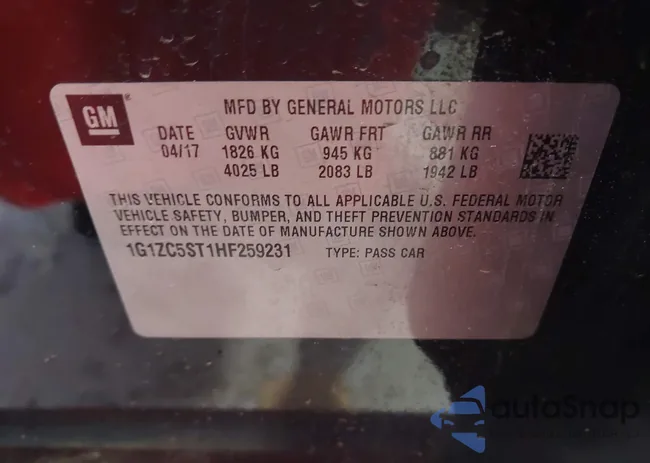 GM ®
MFD BY GENERAL MOTORS LLC
DATE GVWR GAWR FRT GAWR RR
04/17 1826 KG 945 KG 881 KG
4025 LB 2083 LB 1942 LB
THIS VEHICLE CONFORMS TO ALL APPLICABLE U.S. FEDERAL MOTOR
VEHICLE SAFETY, BUMPER, AND THEFT PREVENTION STANDARDS IN
EFFECT ON THE DATE OF MANUFACTURE SHOWN ABOVE.
1G1ZC5ST1HF259231 TYPE: PASS CAR
autoSnap